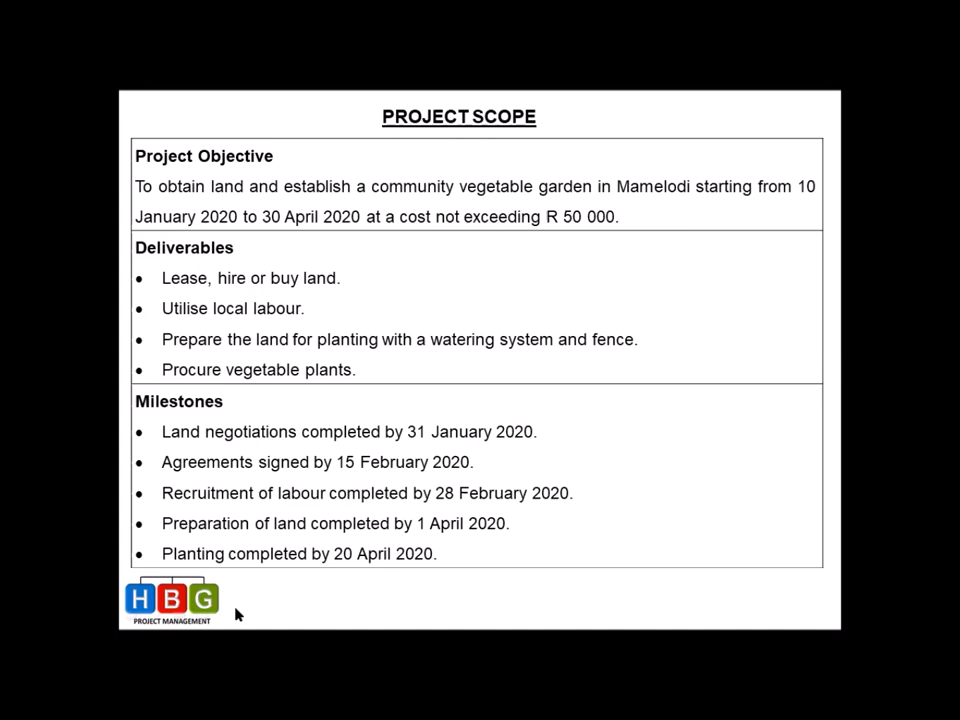 PROJECT SCOPE
Project Objective
To obtain land and establish a community vegetable garden in Mamelodi starting from 10
January 2020 to 30 April 2020 at a cost not exceeding R 50 000.
Deliverables
• Lease, hire or buy land.
• Utilise local labour.
• Prepare the land for planting with a watering system and fence.
• Procure vegetable plants.
Milestones
• Land negotiations completed by 31 January 2020.
• Agreements signed by 15 February 2020.
• Recruitment of labour completed by 28 February 2020.
• Preparation of land completed by 1 April 2020.
• Planting completed by 20 April 2020.
HBG
PROJECT MANAGEMENT